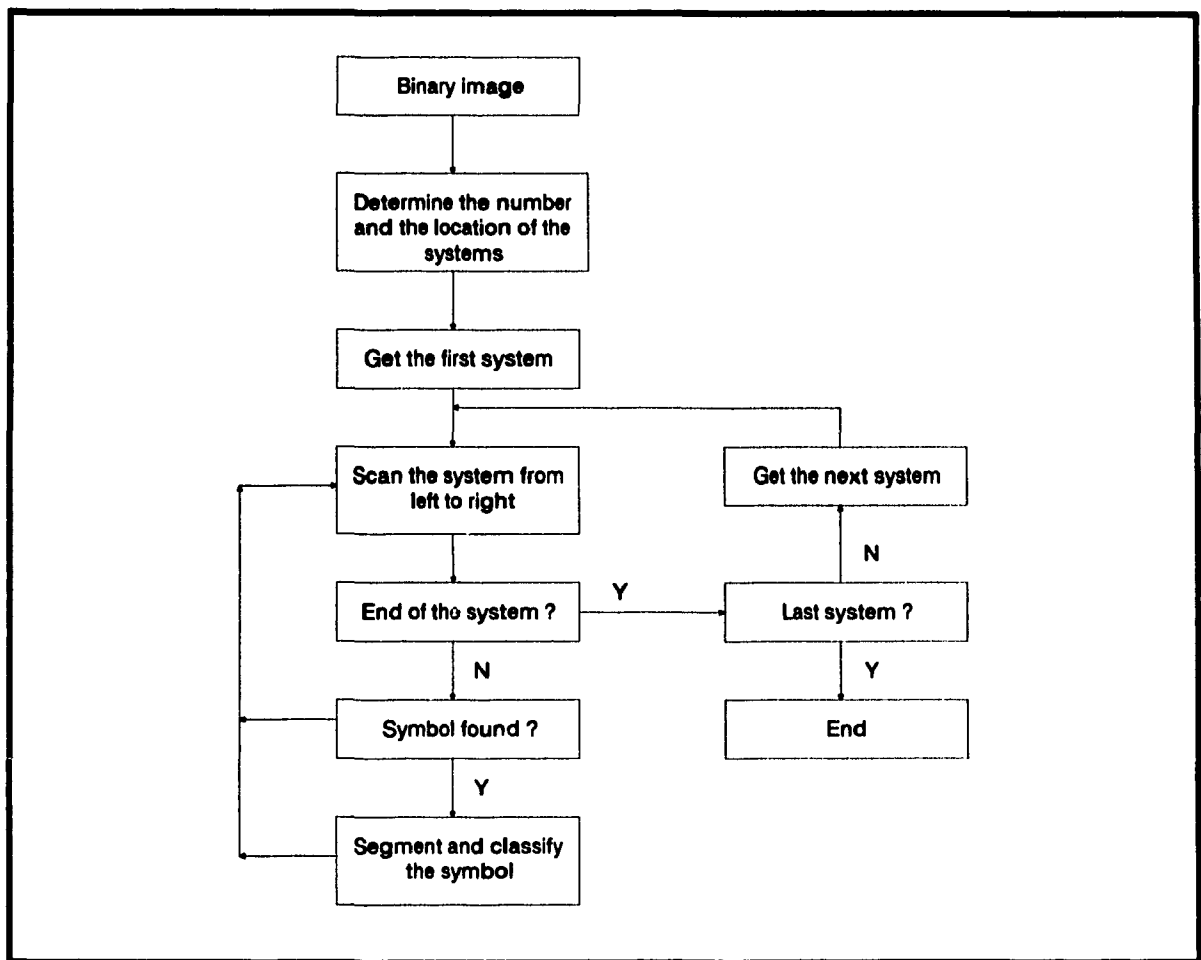 Binary image
Determine the number
and the location of the
systems
Get the first system
Scan the system from
left to right
Get the next system
N
End of the system ?
Y
Last system ?
N
Y
Symbol found ?
End
Y
Segment and classify
the symbol